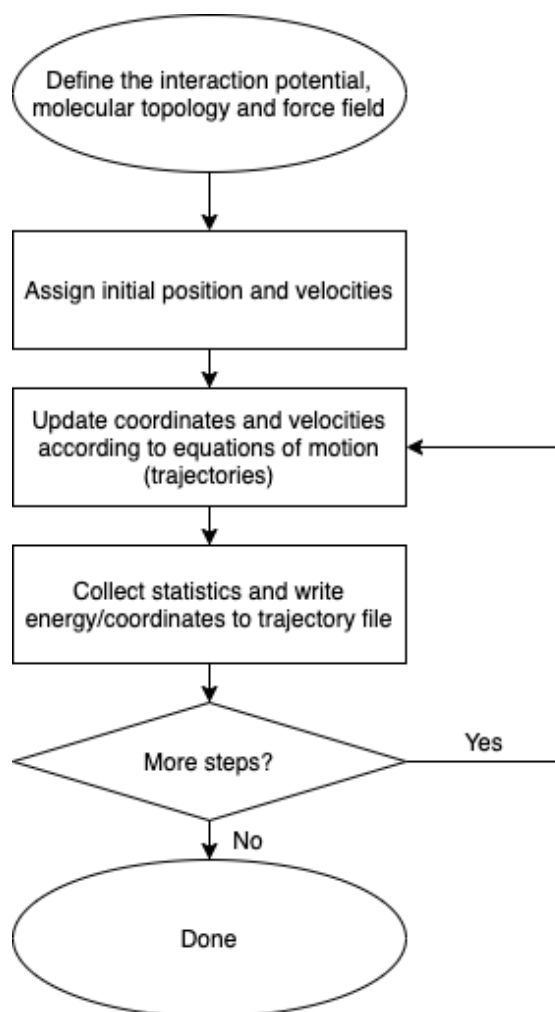 Define the interaction potential,
molecular topology and force field
Assign initial position and velocities
Update coordinates and velocities
according to equations of motion
(trajectories)
Collect statistics and write
energy/coordinates to trajectory file
More steps?
Yes
No
Done